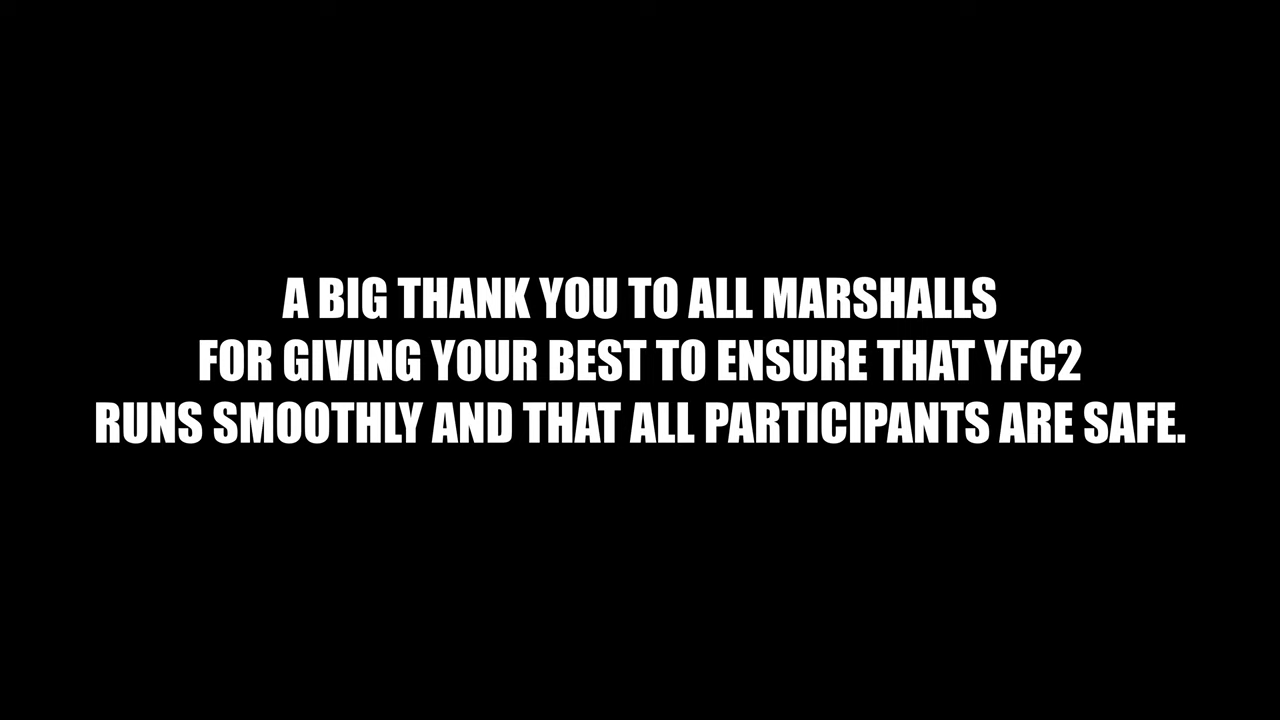 A BIG THANK YOU TO ALL MARSHALLS
FOR GIVING YOUR BEST TO ENSURE THAT YFC2
RUNS SMOOTHLY AND THAT ALL PARTICIPANTS ARE SAFE.